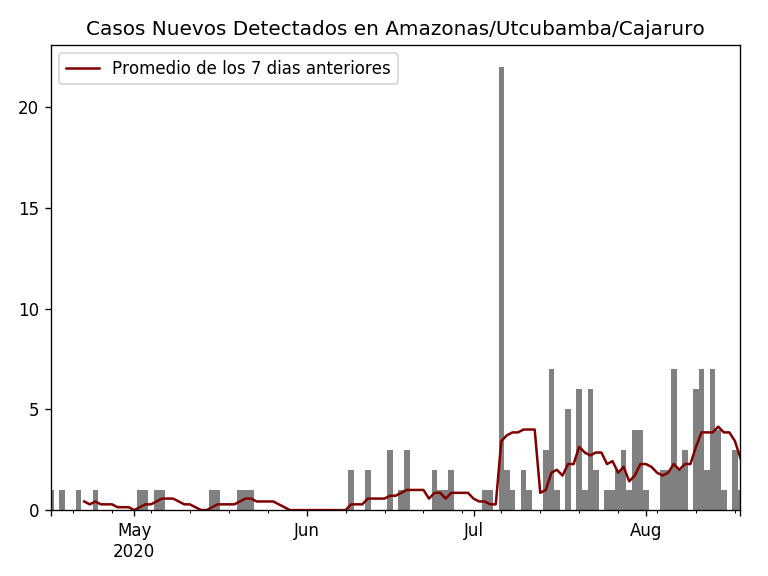 Casos Nuevos Detectados en Amazonas/Utcubamba/Cajaruro
Promedio de los 7 dias anteriores
20
15
10
5
0
May Jun Jul Aug
2020